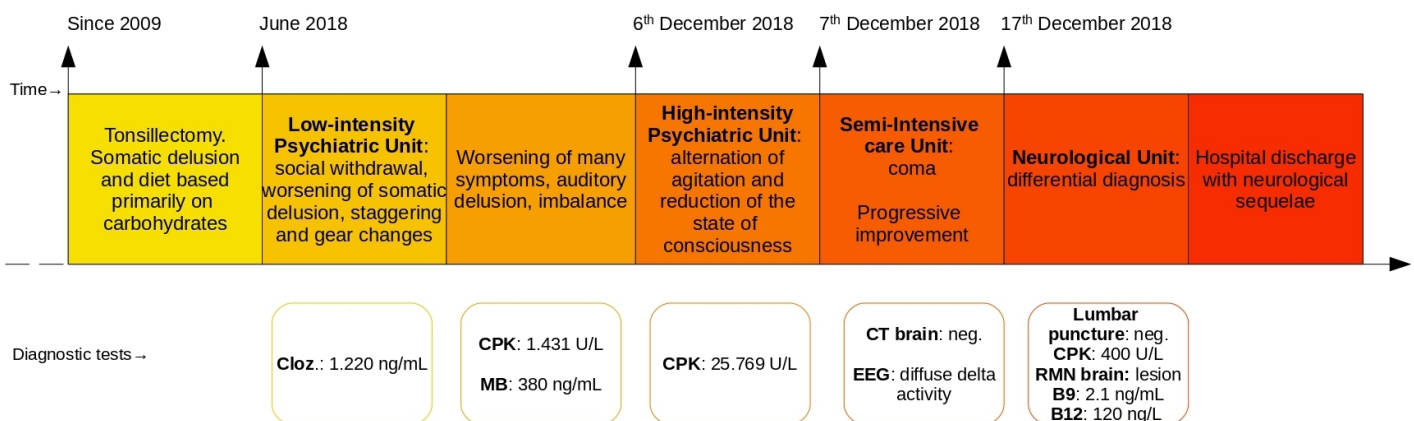 Since 2009
June 2018
6th December 2018
7th December 2018
17th December 2018
Time→
Tonsillectomy.
Somatic delusion
and diet based
primarily on
carbohydrates
Low-intensity
Psychiatric Unit:
social withdrawal,
worsening of somatic
delusion, staggering
and gear changes
Worsening of many
symptoms, auditory
delusion, imbalance
High-intensity
Psychiatric Unit:
alternation of
agitation and
reduction of the
state of
consciousness
Semi-Intensive
care Unit:
coma
Progressive
improvement
Neurological Unit:
differential diagnosis
Hospital discharge
with neurological
sequelae
Diagnostic tests→
Cloz.: 1.220 ng/mL
CPK: 1.431 U/L
MB: 380 ng/mL
CPK: 25.769 U/L
CT brain: neg.
EEG: diffuse delta
activity
Lumbar
puncture: neg.
CPK: 400 U/L
RMN brain: lesion
B9: 2.1 ng/mL
B12: 120 ng/L